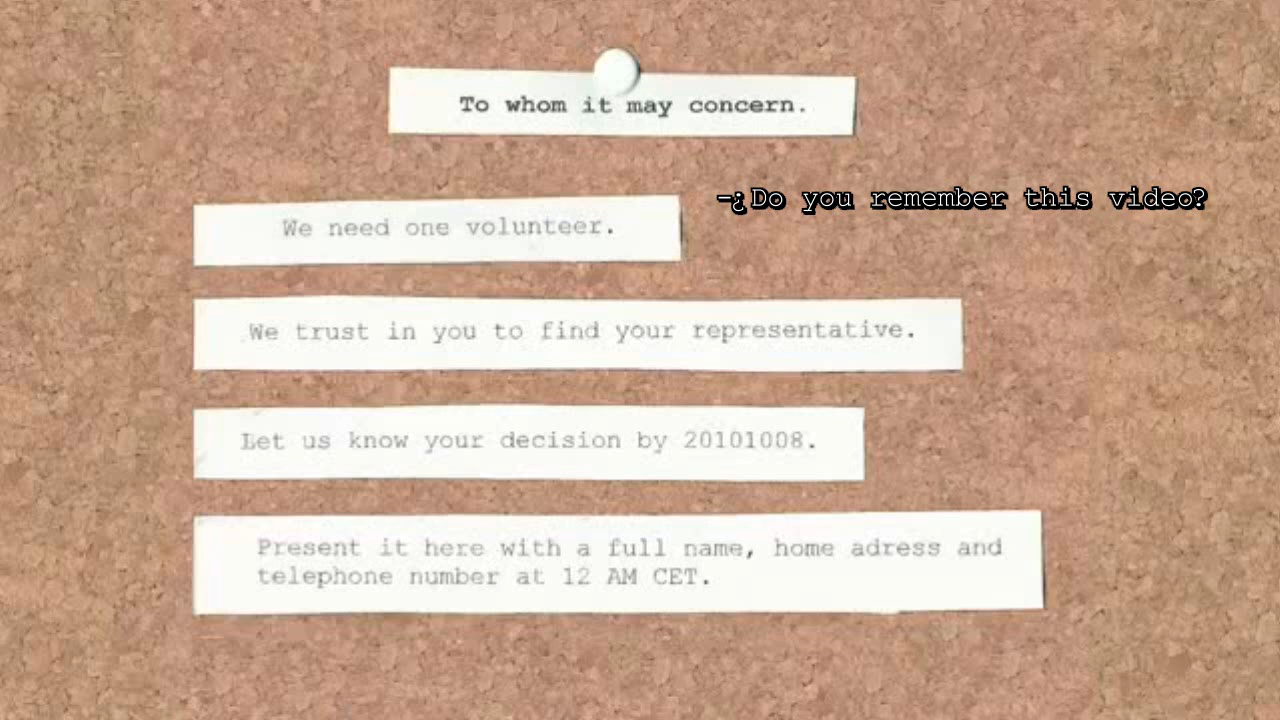 To whom it may concern.
-¿Do you remember this video?
We need one volunteer.
We trust in you to find your representative.
Let us know your decision by 20101008.
Present it here with a full name, home adress and
telephone number at 12 AM CET.